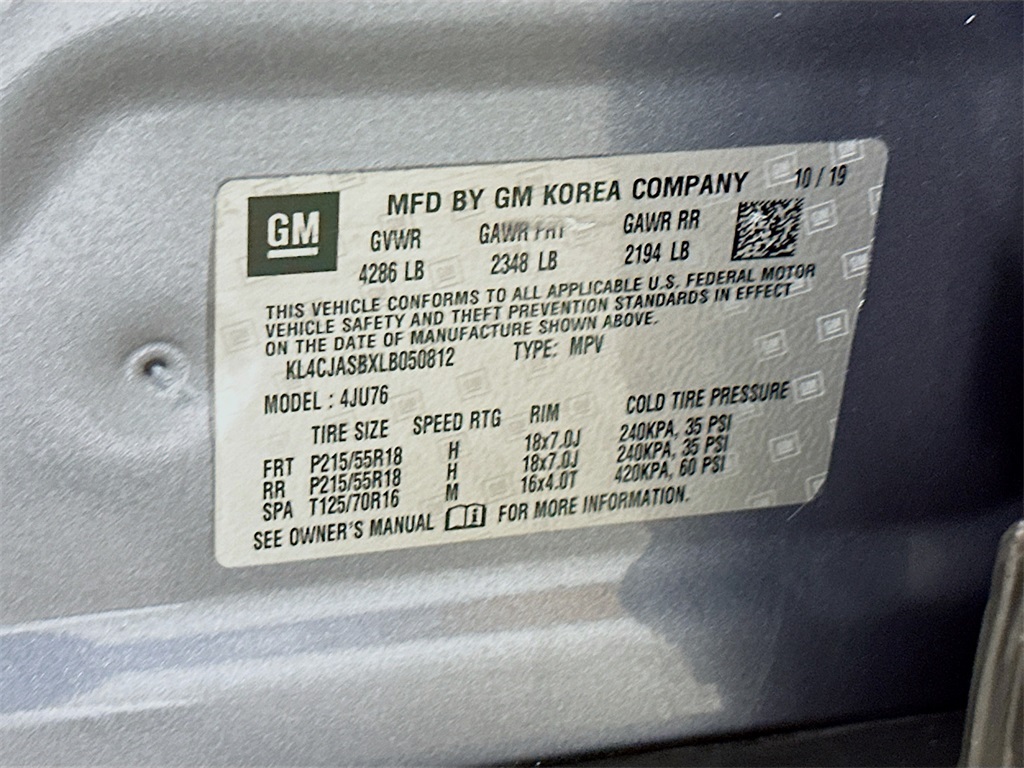 GM
MFD BY GM KOREA COMPANY 10/19
GVWR GAWR FRT GAWR RR
4286 LB 2348 LB 2194 LB
THIS VEHICLE CONFORMS TO ALL APPLICABLE U.S. FEDERAL MOTOR
VEHICLE SAFETY AND THEFT PREVENTION STANDARDS IN EFFECT
ON THE DATE OF MANUFACTURE SHOWN ABOVE.
KL4CJASBXLB050812 TYPE: MPV
MODEL : 4JU76
TIRE SIZE SPEED RTG RIM COLD TIRE PRESSURE
FRT P215/55R18 H 18x7.0J 240KPA, 35 PSI
RR P215/55R18 H 18x7.0J 240KPA, 35 PSI
SPA T125/70R16 M 16x4.0T 420KPA, 60 PSI
SEE OWNER'S MANUAL FOR MORE INFORMATION.